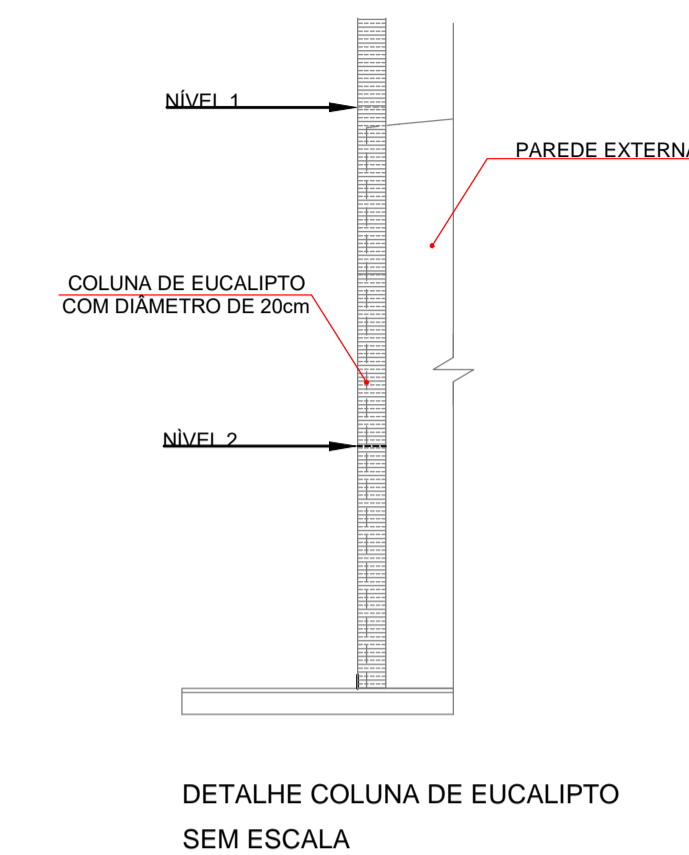 NÍVEL 1
PAREDE EXTERNA
COLUNA DE EUCALIPTO
COM DIÂMETRO DE 20cm
NÌVEL 2
DETALHE COLUNA DE EUCALIPTO
SEM ESCALA